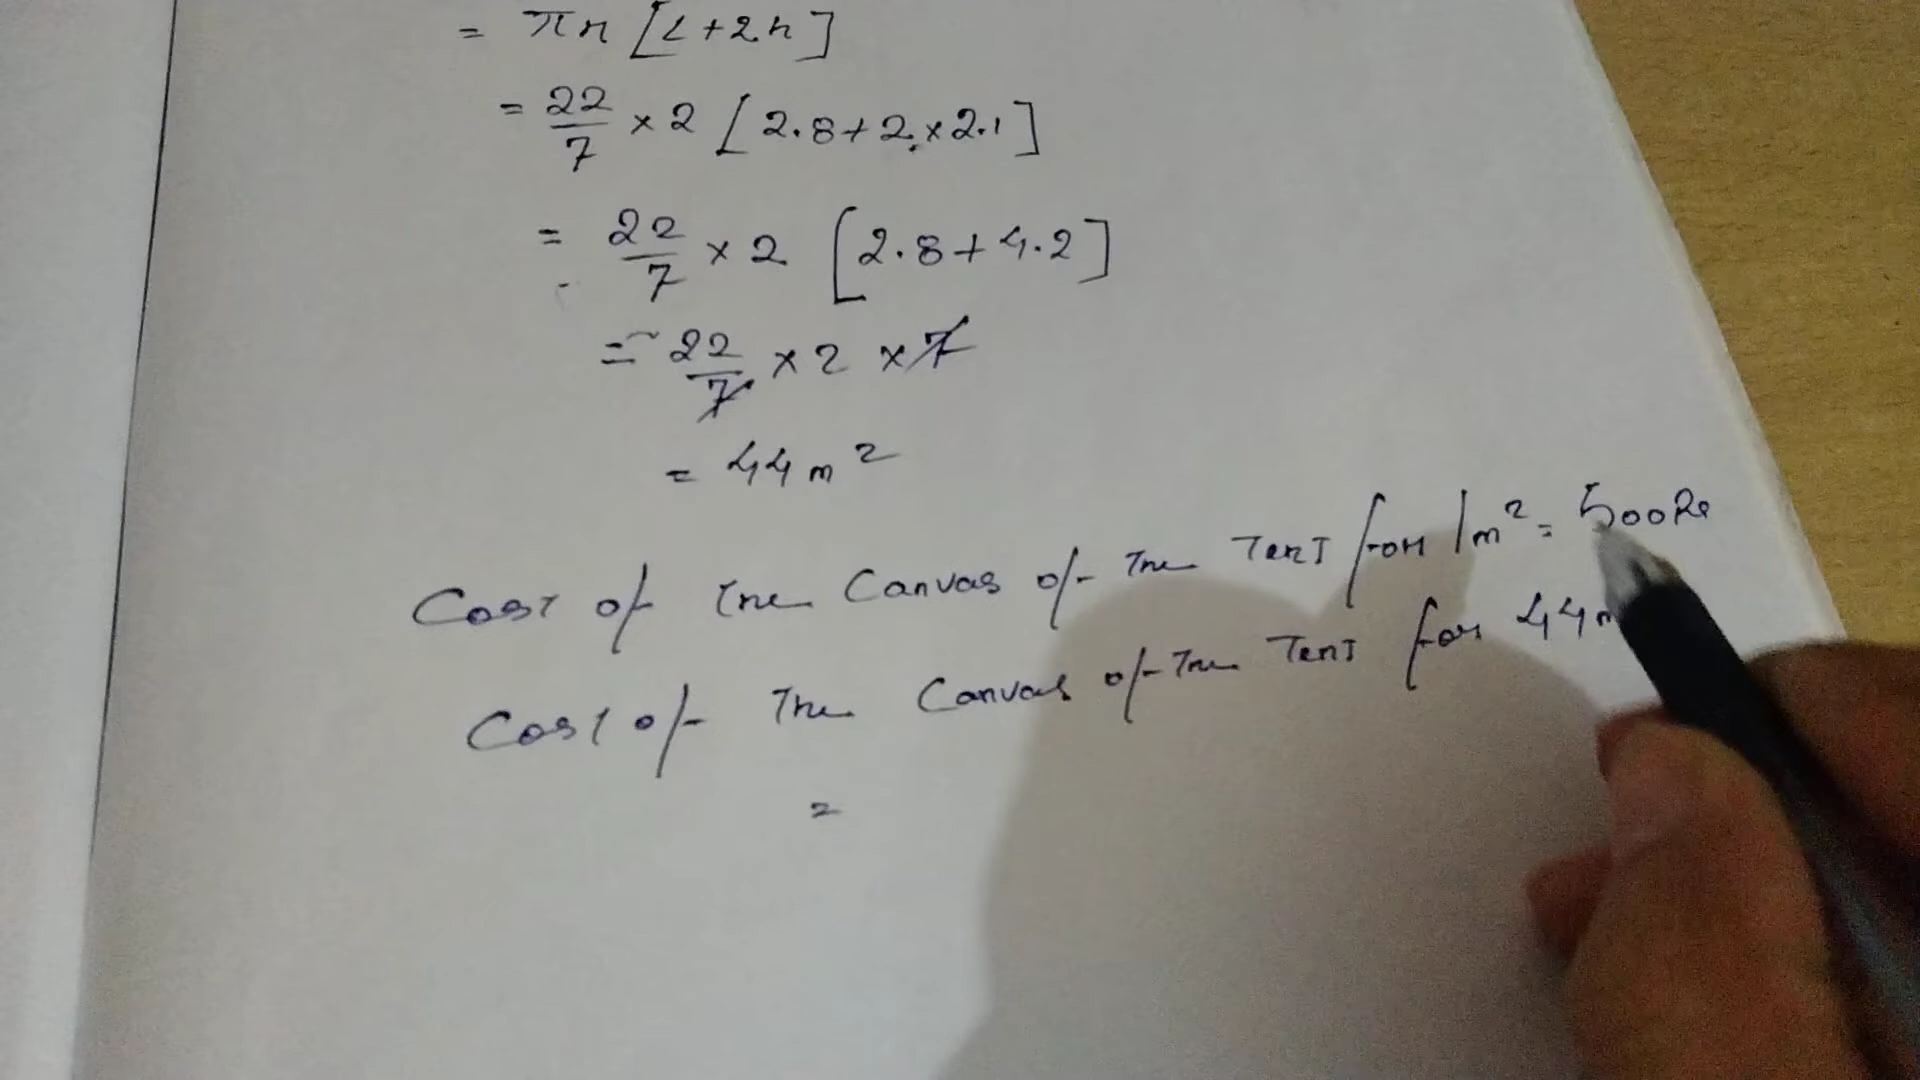 = πr [l+2h]
= 22/7 × 2 [2.8+2×2.1]
= 22/7 × 2 [2.8+4.2]
= 22/7 × 2 × 7
= 44m²
Cost of the Canvas of the Tent for 1m² = 500Rs
Cost of the Canvas of the Tent for 44m
=